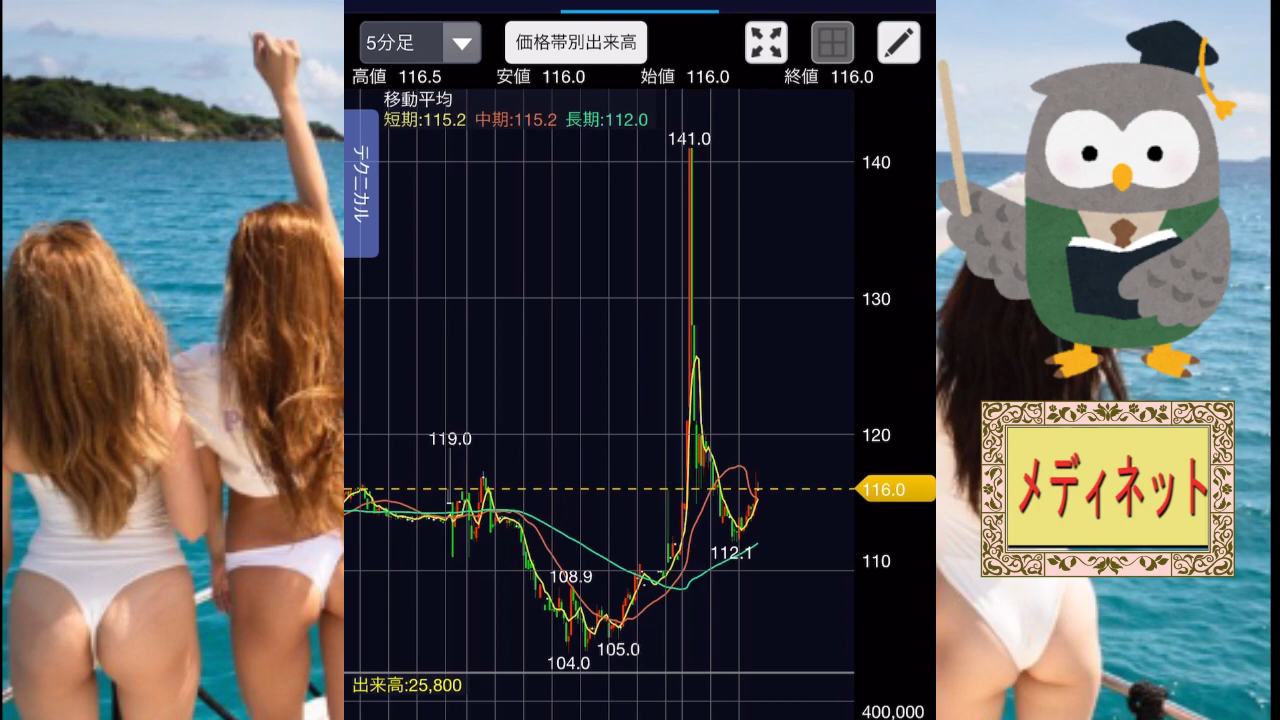 5分足
価格帯別出来高
高値 116.5 安値 116.0 始値 116.0 終値 116.0
テクニカル
移動平均
短期:115.2 中期:115.2 長期:112.0
141.0
140
130
119.0
120
116.0
112.1
110
108.9
105.0
104.0
出来高:25,800
400,000
メディネット